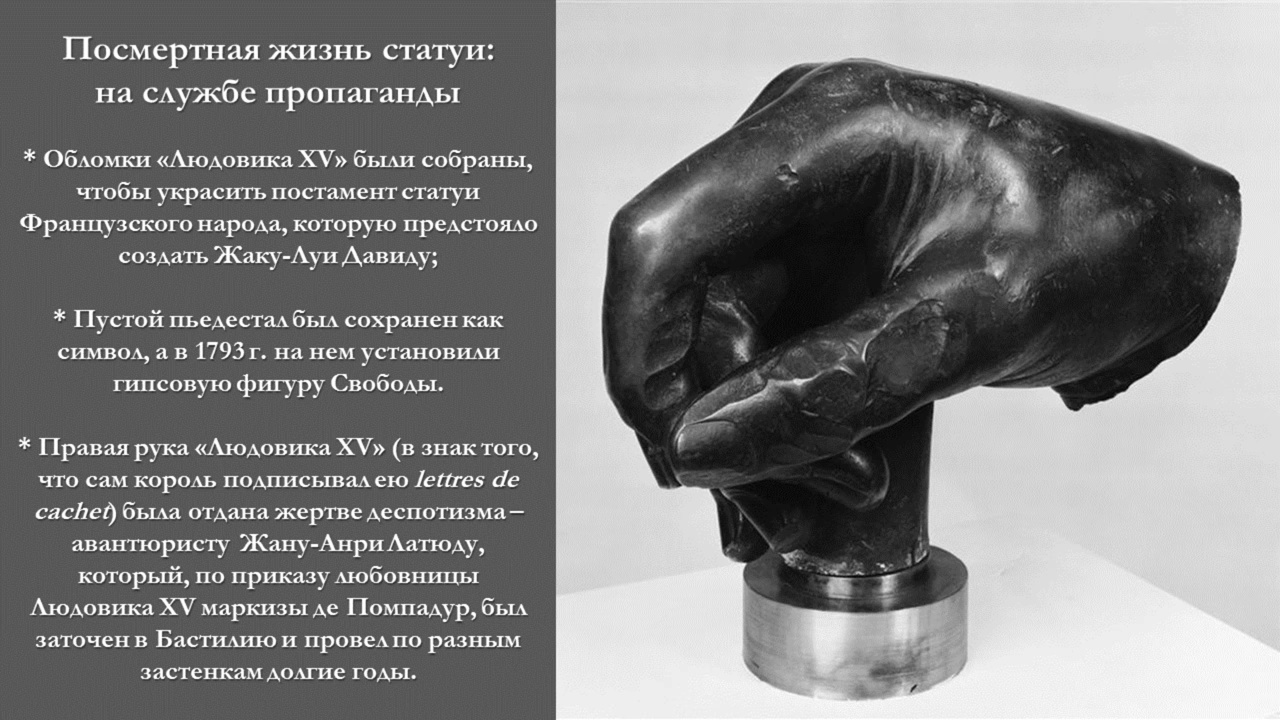 Посмертная жизнь статуи:
на службе пропаганды
* Обломки «Людовика XV» были собраны,
чтобы украсить постамент статуи
Французского народа, которую предстояло
создать Жаку-Луи Давиду;
* Пустой пьедестал был сохранен как
символ, а в 1793 г. на нем установили
гипсовую фигуру Свободы.
* Правая рука «Людовика XV» (в знак того,
что сам король подписывал ею lettres de
cachet) была отдана жертве деспотизма –
авантюристу Жану-Анри Латюду,
который, по приказу любовницы
Людовика XV маркизы де Помпадур, был
заточен в Бастилию и провел по разным
застенкам долгие годы.